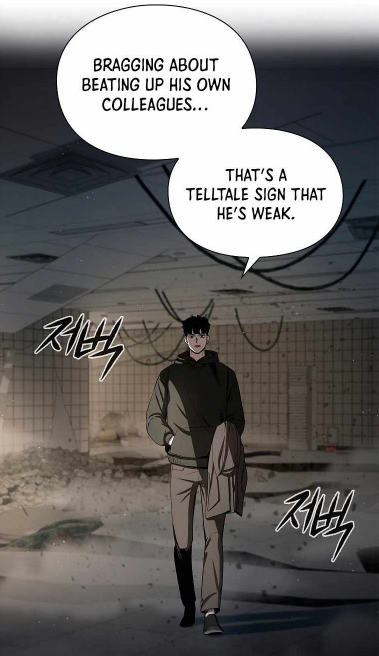 BRAGGING ABOUT
BEATING UP HIS OWN
COLLEAGUES...
THAT'S A
TELLTALE SIGN THAT
HE'S WEAK.
저벅
저벅